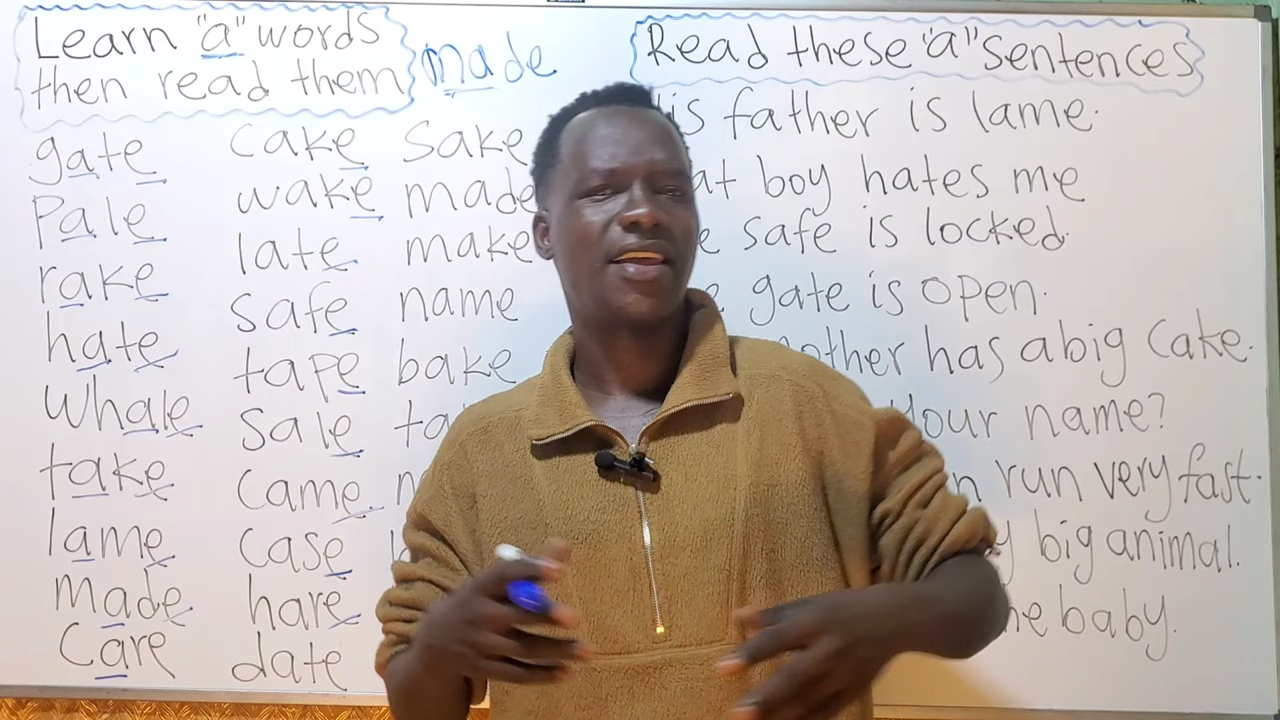 Learn "a" words
then read them
made
gate
Pale
rake
hate
Whale
take
lame
made
Care
cake
wake
late
safe
tape
sale
came
case
hare
date
Sake
made
make
name
bake
Read these "a" Sentences
father is lame.
boy hates me
safe is locked.
gate is open.
has a big cake.
your name?
run very fast.
big animal.
baby.